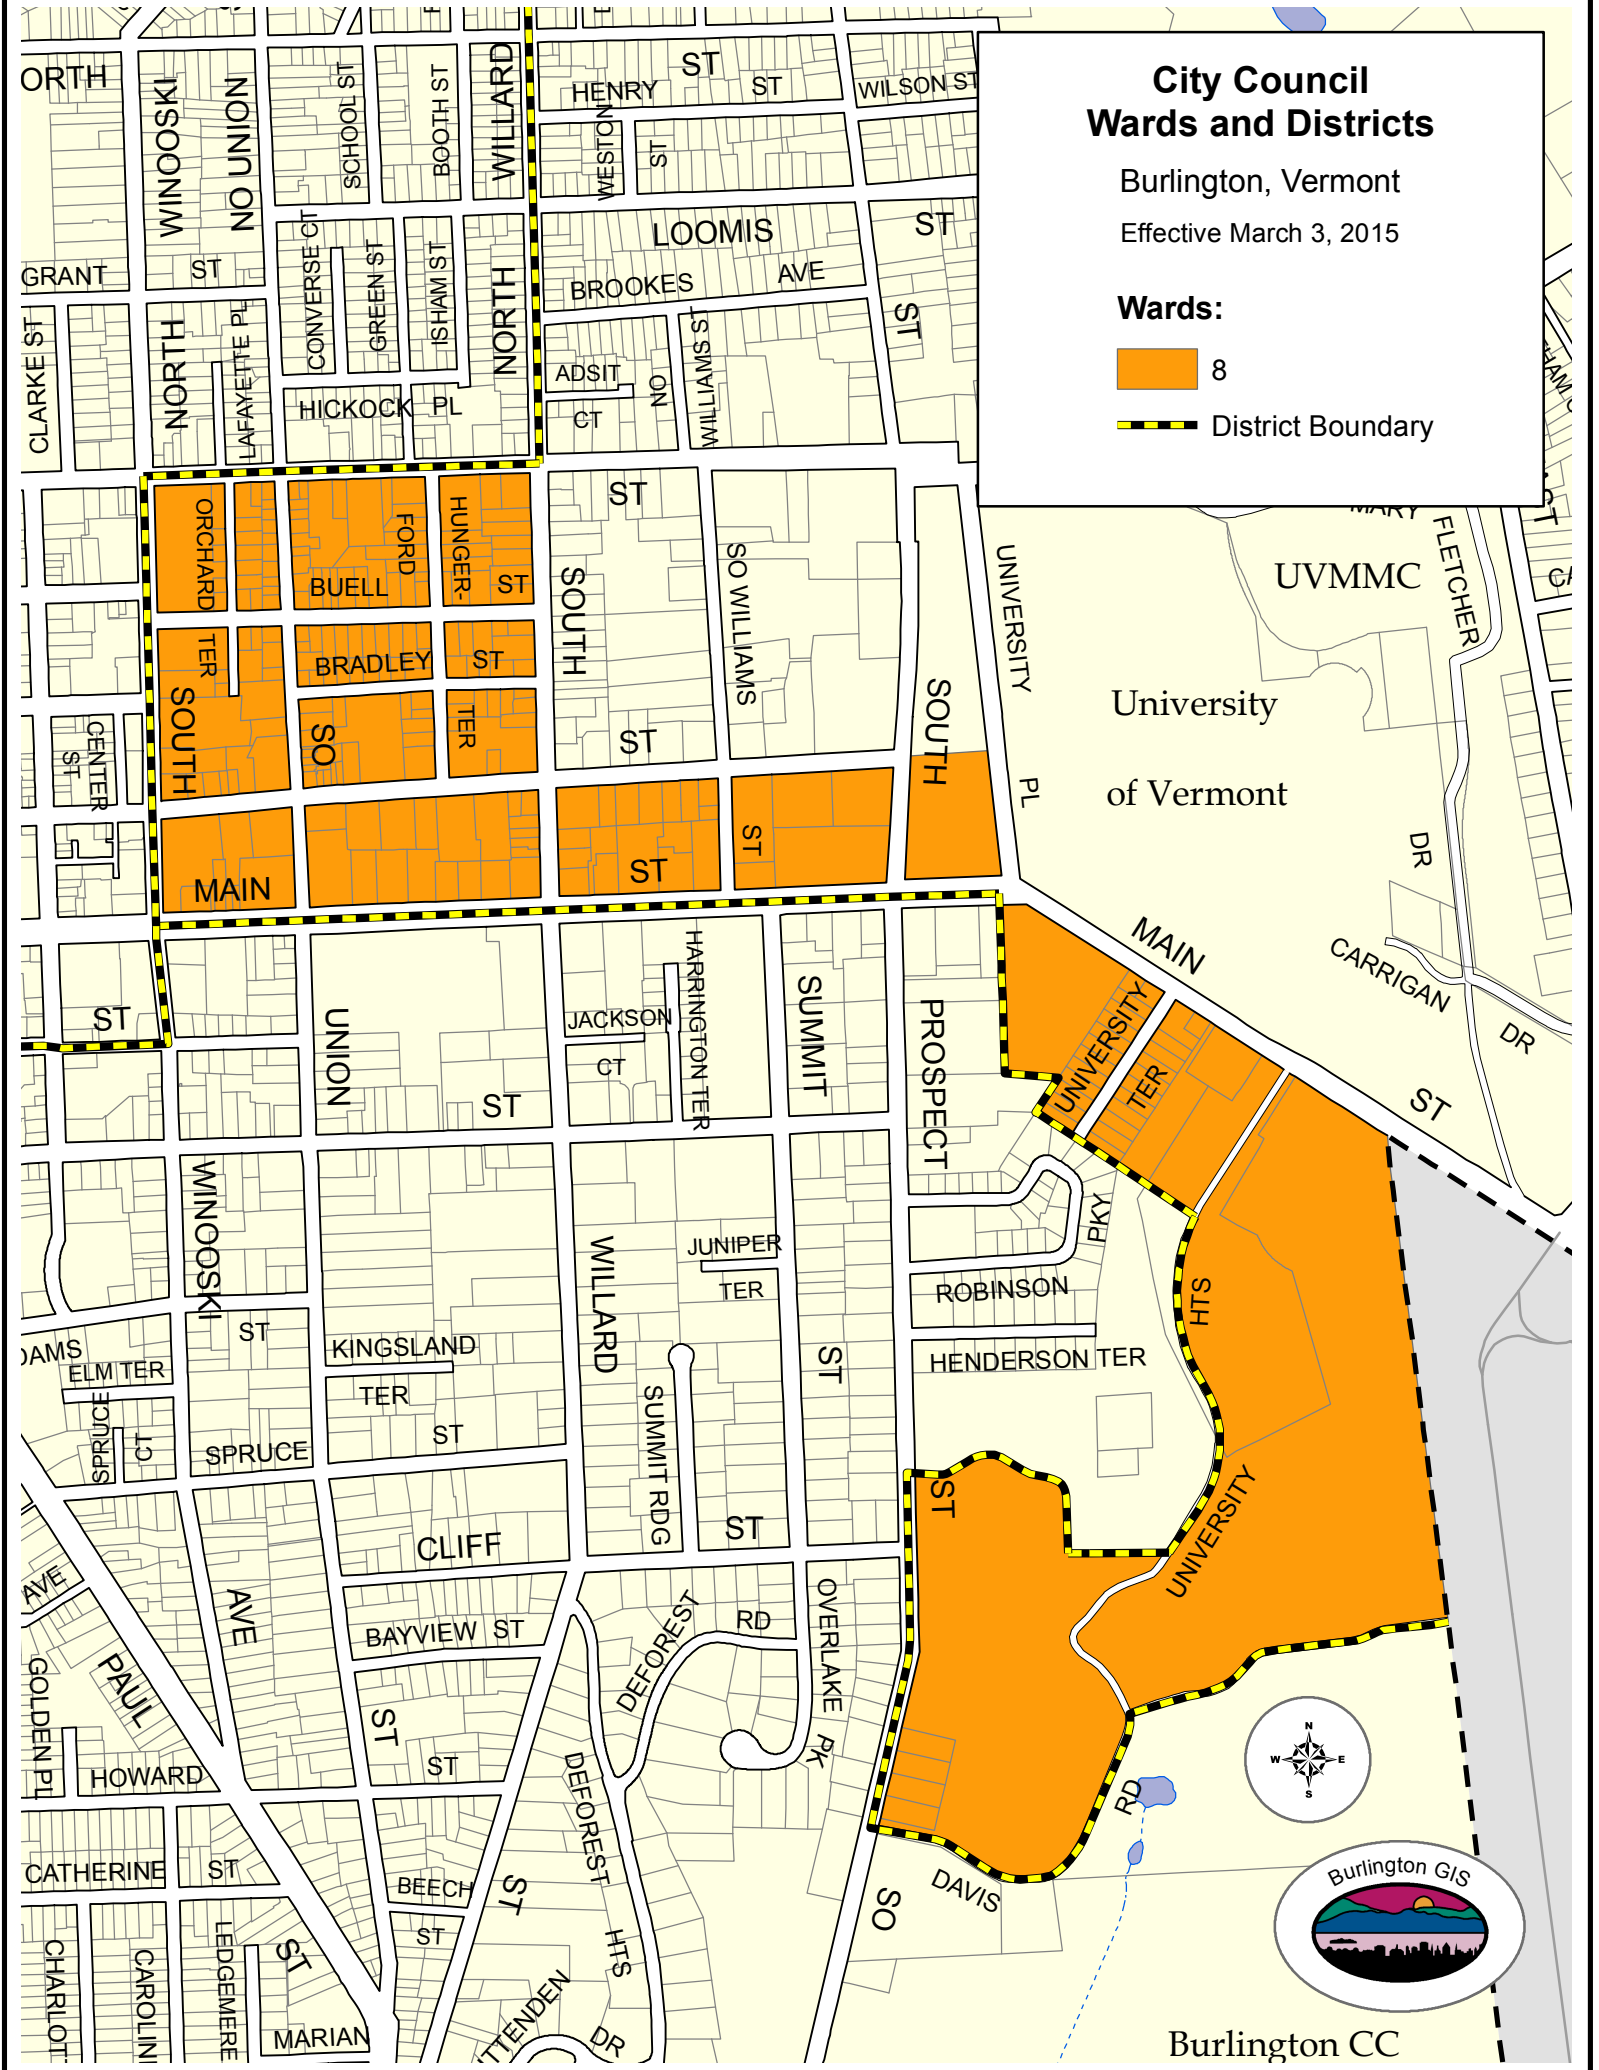 City Council
Wards and Districts
Burlington, Vermont
Effective March 3, 2015
Wards:
8
District Boundary
ORTH
WINOOSKI
NO UNION
SCHOOL ST
BOOTH ST
WILLARD
ST
HENRY
ST
WILSON ST
WESTON
ST
LOOMIS
ST
GRANT
ST
CONVERSE CT
GREEN ST
ISHAM ST
NORTH
BROOKES
AVE
ST
CLARKE ST
NORTH
LAFAYETTE PL
HICKOCK
PL
ADSIT
CT
NO
WILLIAMS ST
ORCHARD
TER
FORD
HUNGER-
BUELL
ST
ST
SOUTH
SO WILLIAMS
UNIVERSITY
PL
MARY
FLETCHER
UVMMC
University
of Vermont
DR
BRADLEY
ST
SOUTH
SO
TER
ST
SOUTH
CENTER
ST
MAIN
ST
ST
MAIN
ST
CARRIGAN
DR
ST
UNION
JACKSON
CT
HARRINGTON TER
SUMMIT
PROSPECT
UNIVERSITY
TER
ST
WINOOSKI
WILLARD
JUNIPER
TER
PKY
ROBINSON
HTS
HENDERSON TER
DAMS
ELM TER
ST
KINGSLAND
TER
ST
SPRUCE
CT
SPRUCE
ST
SUMMIT RDG
ST
ST
UNIVERSITY
CLIFF
AVE
AVE
BAYVIEW
ST
DEFOREST
RD
OVERLAKE
PK
GOLDEN PL
PAUL
ST
ST
HOWARD
DEFOREST
HTS
RD
CATHERINE
ST
BEECH
ST
ST
SO
DAVIS
CHARLOT
CAROLIN
LEDGEMERE
ST
MARIAN
TTENDEN
DR
N
W
E
S
Burlington GIS
Burlington CC